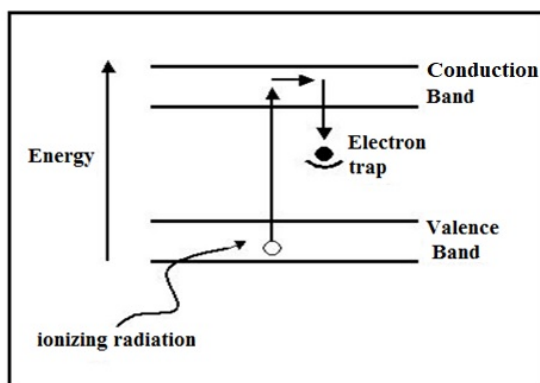 Conduction
Band
Energy
Electron
trap
Valence
Band
ionizing radiation